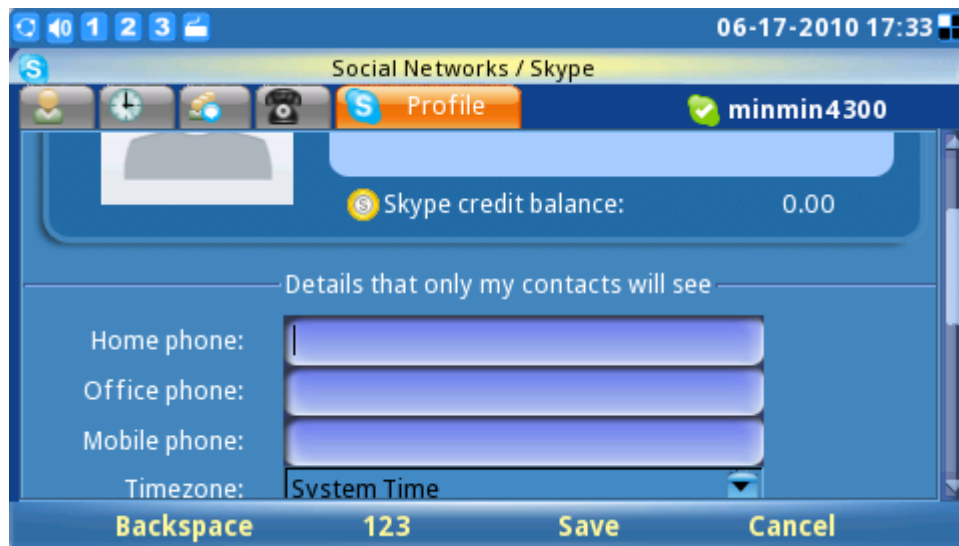 1 2 3 06-17-2010 17:33
S Social Networks / Skype
S Profile minmin4300
S Skype credit balance: 0.00
Details that only my contacts will see
Home phone:
Office phone:
Mobile phone:
Timezone: System Time
Backspace 123 Save Cancel